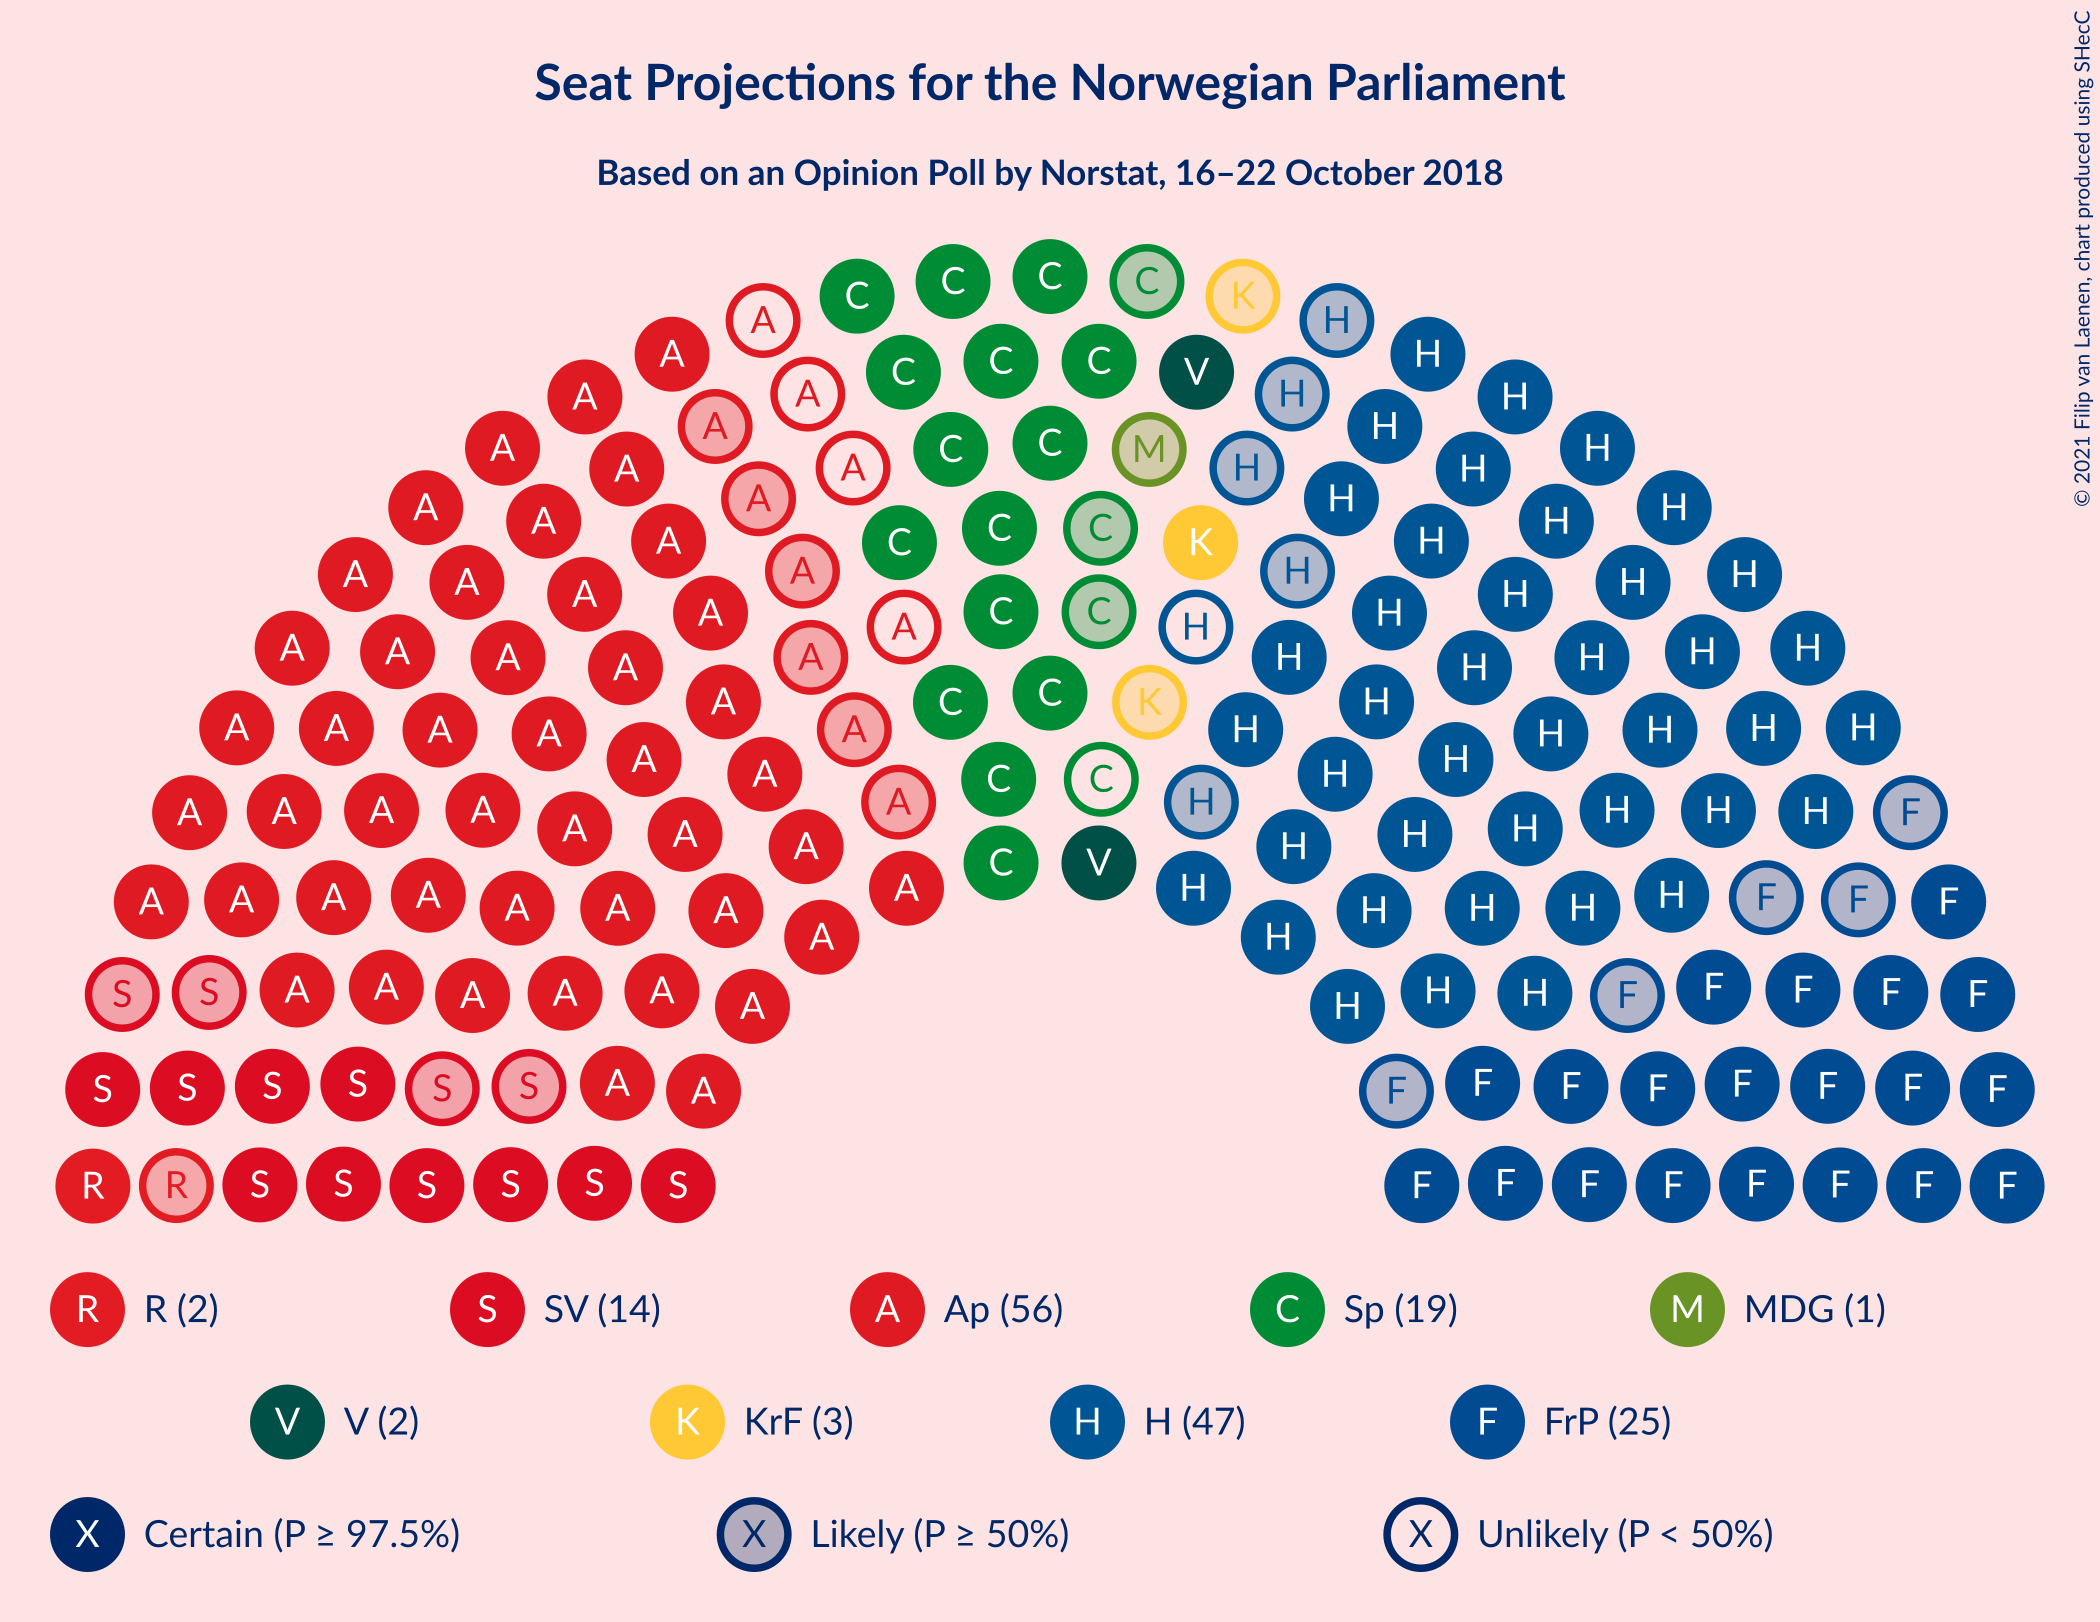 Seat Projections for the Norwegian Parliament
Based on an Opinion Poll by Norstat, 16–22 October 2018
© 2021 Filip van Laenen, chart produced using SHecC
C C C C K
A H
A C C C V H
A H
A A H H
A A C C M H H
A A H H
A A C C K H H
A A H H
A A A C C H H H
A A A H H H
A A A A C C K H H H H
A A A A H H H H
A A A A A C C H H H H F
A A A A H H H H
A A A A A C V H H H F F F
A A A A H H H H
S S A A A A A A H H H F F F F F
S S S S S S A A F F F F F F F F
R R S S S S S S F F F F F F F F
R R (2) S SV (14) A Ap (56) C Sp (19) M MDG (1)
V V (2) K KrF (3) H H (47) F FrP (25)
X Certain (P ≥ 97.5%) X Likely (P ≥ 50%) X Unlikely (P < 50%)